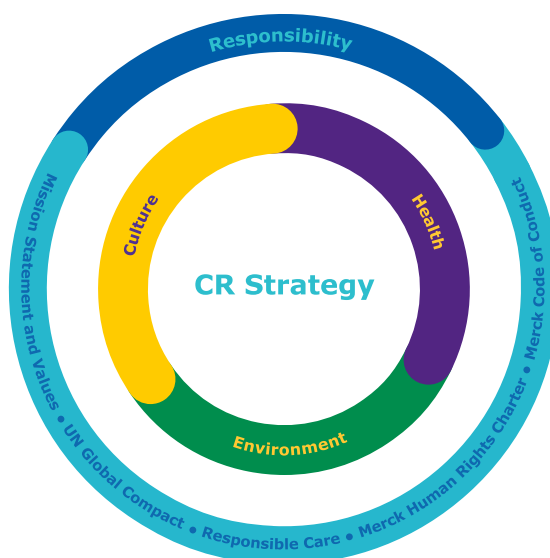 Responsibility
Mission Statement and Values • UN Global Compact • Responsible Care • Merck Human Rights Charter • Merck Code of Conduct
Culture
Health
CR Strategy
Environment